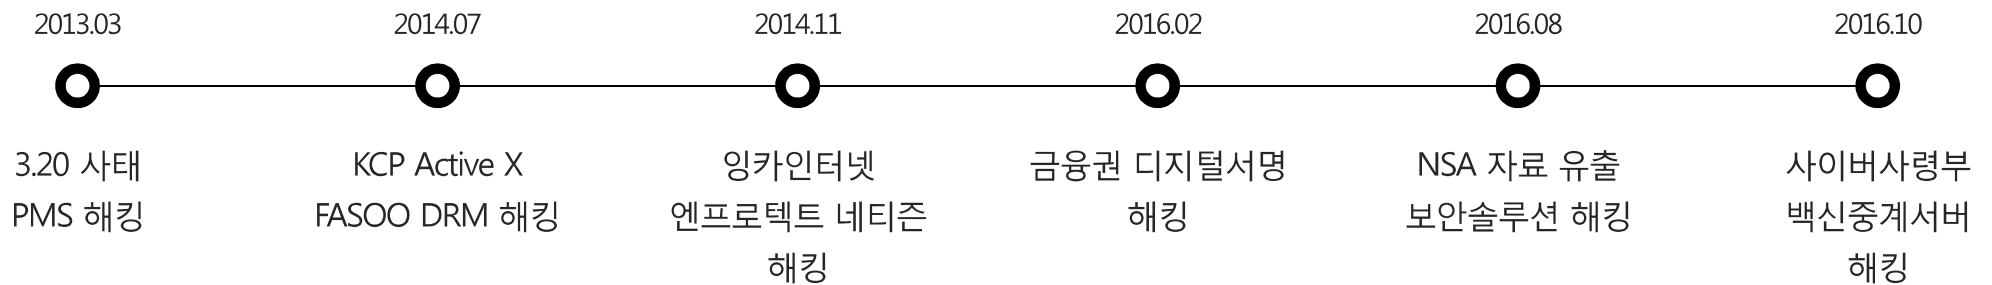 2013.03
3.20 사태
PMS 해킹
2014.07
KCP Active X
FASOO DRM 해킹
2014.11
잉카인터넷
엔프로텍트 네티즌
해킹
2016.02
금융권 디지털서명
해킹
2016.08
NSA 자료 유출
보안솔루션 해킹
2016.10
사이버사령부
백신중계서버
해킹